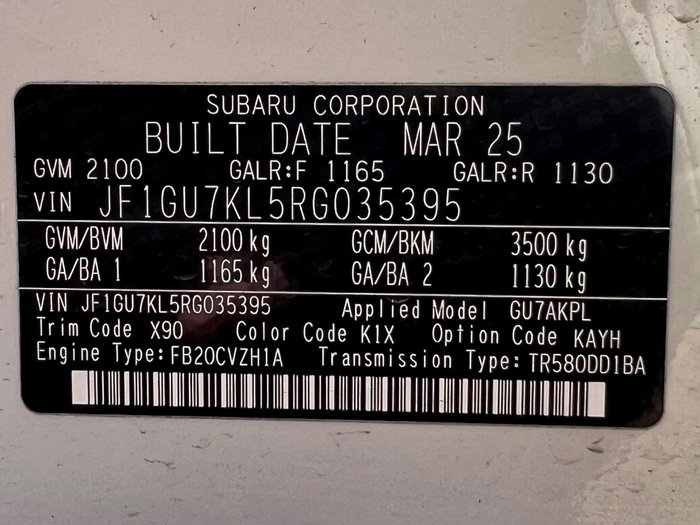 SUBARU CORPORATION
BUILT DATE MAR 25
GVM 2100 GALR:F 1165 GALR:R 1130
VIN JF1GU7KL5RG035395
GVM/BVM 2100 kg GCM/BKM 3500 kg
GA/BA 1 1165 kg GA/BA 2 1130 kg
VIN JF1GU7KL5RG035395 Applied Model GU7AKPL
Trim Code X90 Color Code K1X Option Code KAYH
Engine Type:FB20CVZH1A Transmission Type:TR580DD1BA